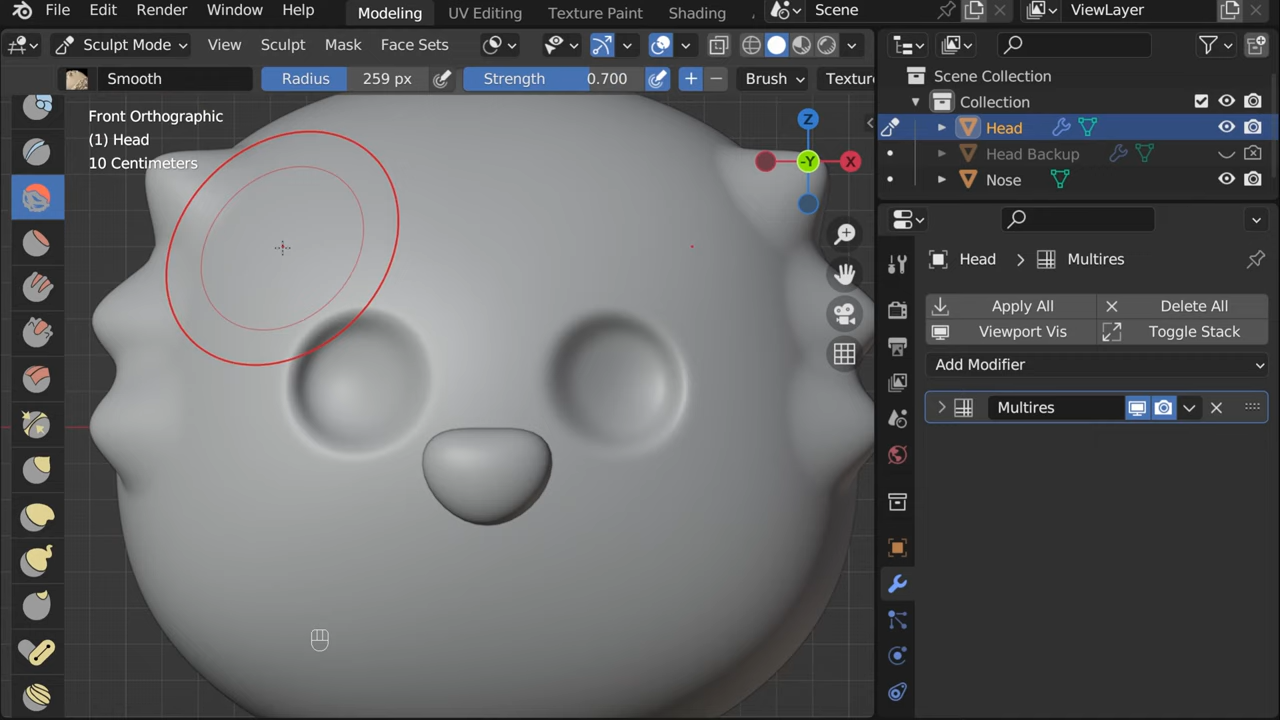 File Edit Render Window Help Modeling UV Editing Texture Paint Shading Scene ViewLayer
Sculpt Mode View Sculpt Mask Face Sets
Smooth Radius 259 px Strength 0.700 Brush Texture
Front Orthographic
(1) Head
10 Centimeters
Z
-Y
X
Scene Collection
Collection
Head
Head Backup
Nose
Head > Multires
Apply All Delete All
Viewport Vis Toggle Stack
Add Modifier
Multires